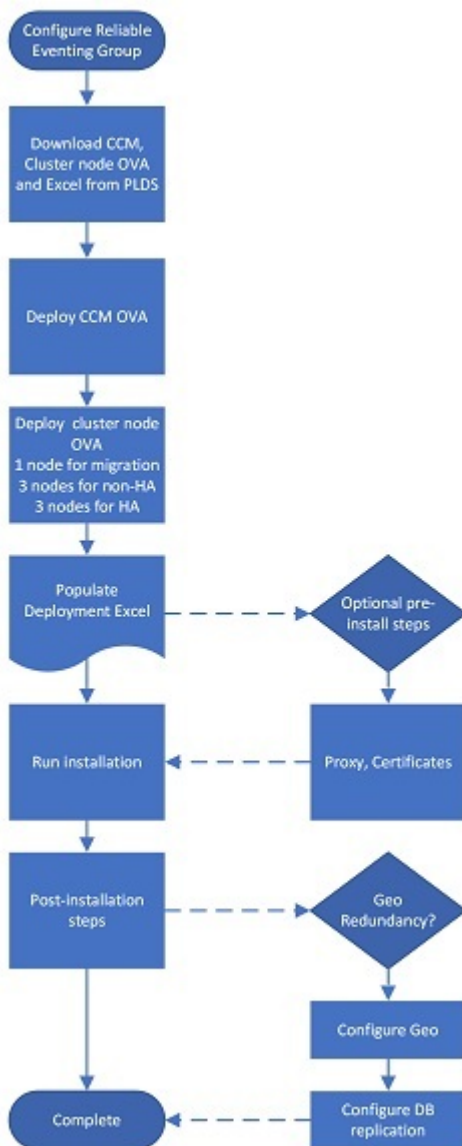 Configure Reliable
Eventing Group
Download CCM,
Cluster node OVA
and Excel from PLDS
Deploy CCM OVA
Deploy cluster node
OVA
1 node for migration
3 nodes for non-HA
3 nodes for HA
Populate
Deployment Excel
Optional pre-
install steps
Run installation
Proxy, Certificates
Post-installation
steps
Geo
Redundancy?
Configure Geo
Configure DB
replication
Complete